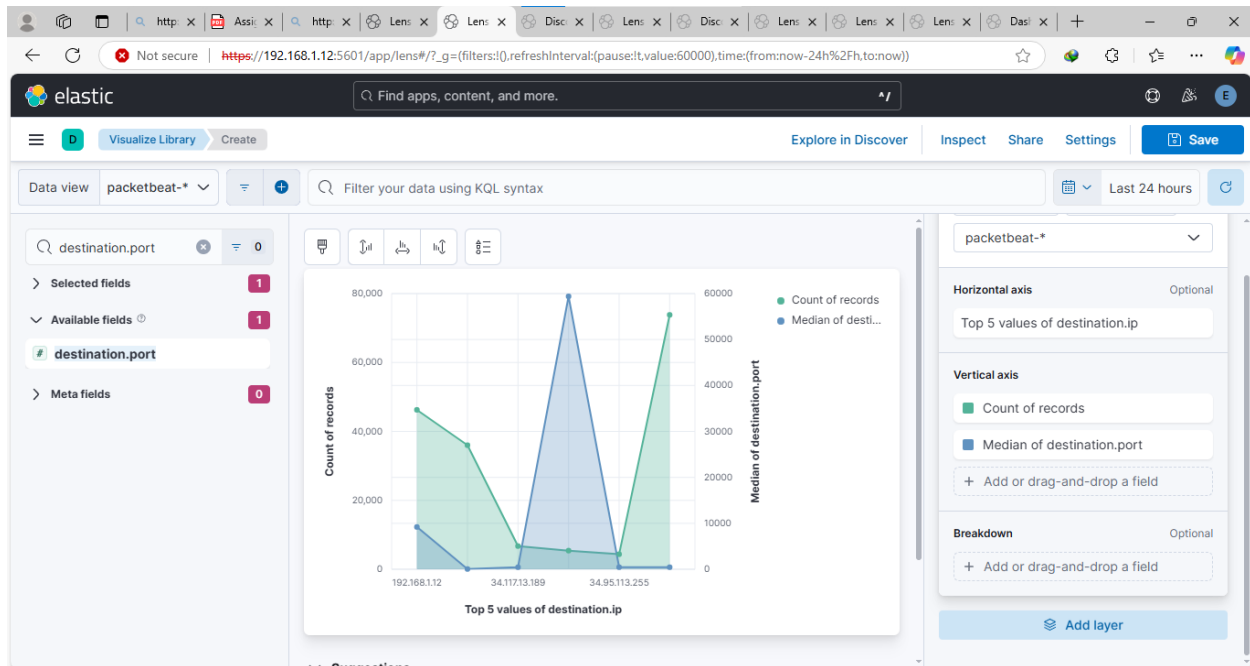 http: Assig http: Lens Lens Disc Lens Disc Lens Lens Lens Das
Not secure https://192.168.1.12:5601/app/lens#/?_g=(filters:!(),refreshInterval:(pause:!t,value:60000),time:(from:now-24h%2Fh,to:now))
elastic Find apps, content, and more. ^/ E
D Visualize Library Create Explore in Discover Inspect Share Settings Save
Data view packetbeat-* Filter your data using KQL syntax Last 24 hours
destination.port 0
packetbeat-*
Selected fields 1
Available fields 1
# destination.port
Meta fields 0
80,000
60,000
40,000
20,000
0
Count of records
60000
50000
40000
30000
20000
10000
0
Median of destination.port
192.168.1.12 34.117.13.189 34.95.113.255
Top 5 values of destination.ip
Count of records
Median of desti...
Horizontal axis Optional
Top 5 values of destination.ip
Vertical axis
Count of records
Median of destination.port
+ Add or drag-and-drop a field
Breakdown Optional
+ Add or drag-and-drop a field
Add layer